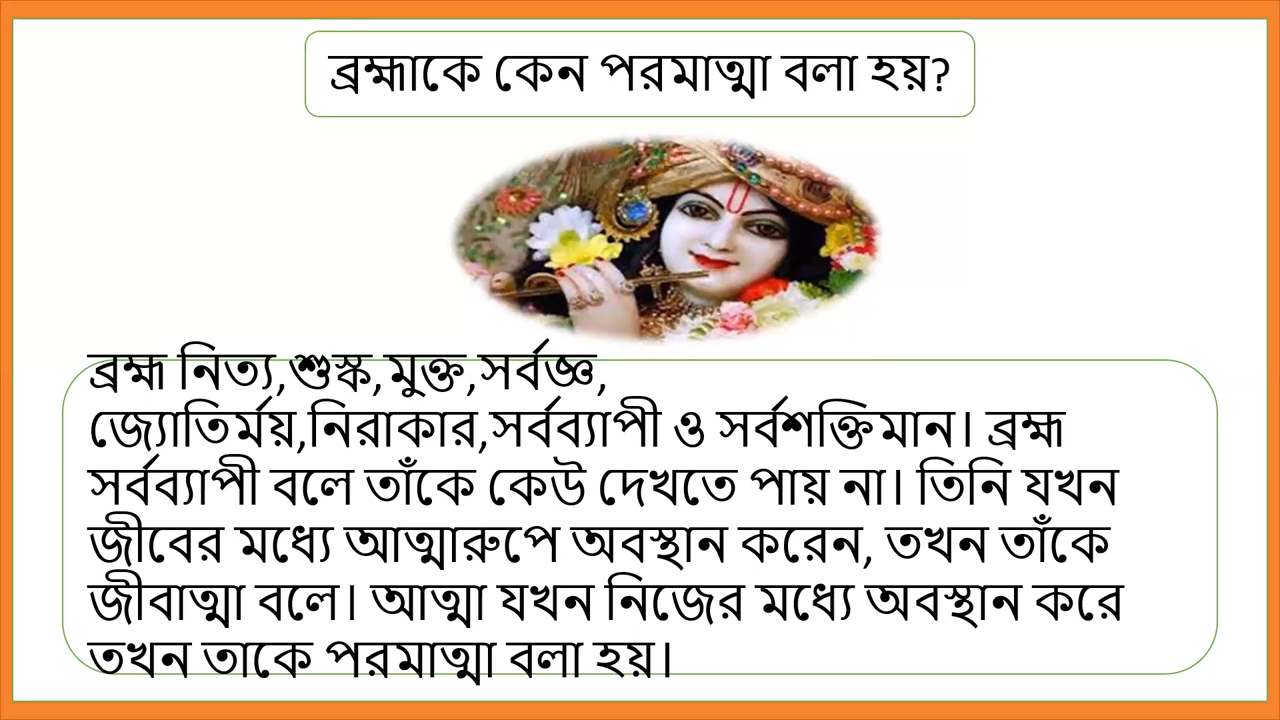 ব্রহ্মাকে কেন পরমাত্মা বলা হয়?
ব্রহ্ম নিত্য,শুস্ক,মুক্ত,সর্বজ্ঞ,
জ্যোতির্ময়,নিরাকার,সর্বব্যাপী ও সর্বশক্তিমান। ব্রহ্ম
সর্বব্যাপী বলে তাঁকে কেউ দেখতে পায় না। তিনি যখন
জীবের মধ্যে আত্মারুপে অবস্থান করেন, তখন তাঁকে
জীবাত্মা বলে। আত্মা যখন নিজের মধ্যে অবস্থান করে
তখন তাকে পরমাত্মা বলা হয়।